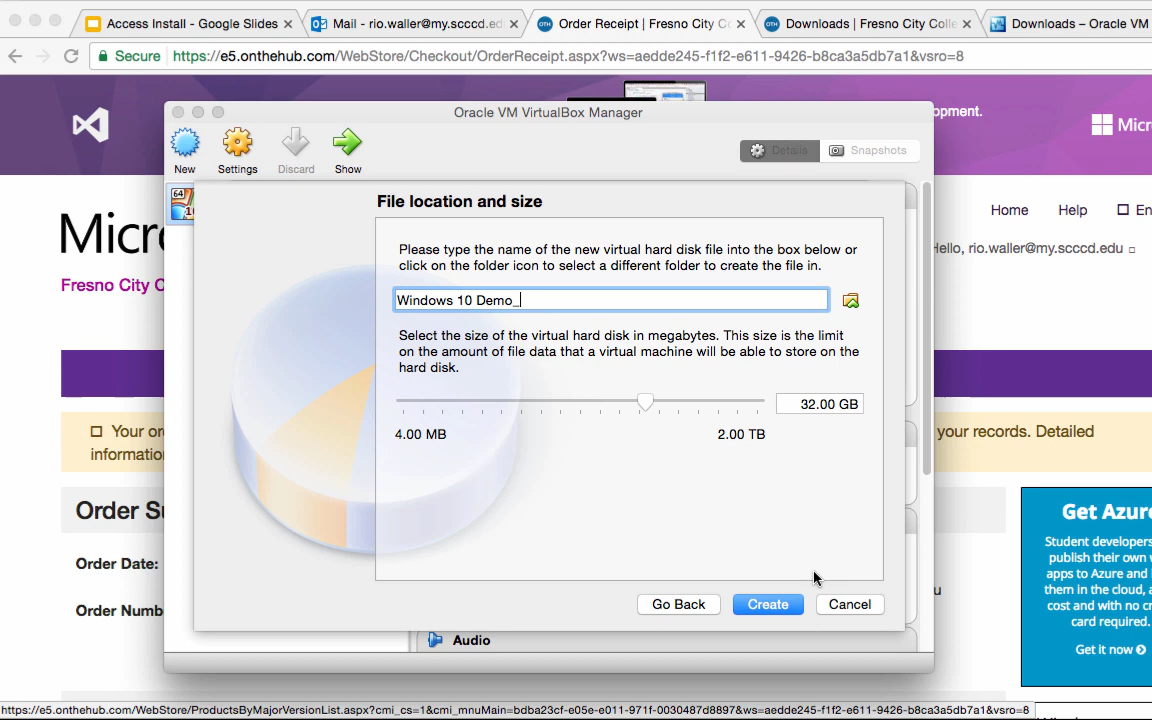 Access Install - Google Slides
Mail - rio.waller@my.scccd.ed
Order Receipt | Fresno City Co
Downloads | Fresno City Colle
Downloads – Oracle VM
Secure https://e5.onthehub.com/WebStore/Checkout/OrderReceipt.aspx?ws=aedde245-f1f2-e611-9426-b8ca3a5db7a1&vsro=8
opment.
Micr
Oracle VM VirtualBox Manager
New Settings Discard Show
Details Snapshots
64
10
File location and size
Home Help En
Micr
Hello, rio.waller@my.scccd.edu
Fresno City C
Please type the name of the new virtual hard disk file into the box below or
click on the folder icon to select a different folder to create the file in.
Windows 10 Demo_
Select the size of the virtual hard disk in megabytes. This size is the limit
on the amount of file data that a virtual machine will be able to store on the
hard disk.
32.00 GB
4.00 MB 2.00 TB
Your or
informatio
your records. Detailed
Order Su
Order Date:
Order Numb
u
Go Back Create Cancel
Audio
Get Azure
Student developers
publish their own w
apps to Azure and
them in the cloud, a
cost and with no cr
card required.
Get it now
https://e5.onthehub.com/WebStore/ProductsByMajorVersionList.aspx?cmi_cs=1&cmi_mnuMain=bdba23cf-e05e-e011-971f-0030487d8897&ws=aedde245-f1f2-e611-9426-b8ca3a5db7a1&vsro=8